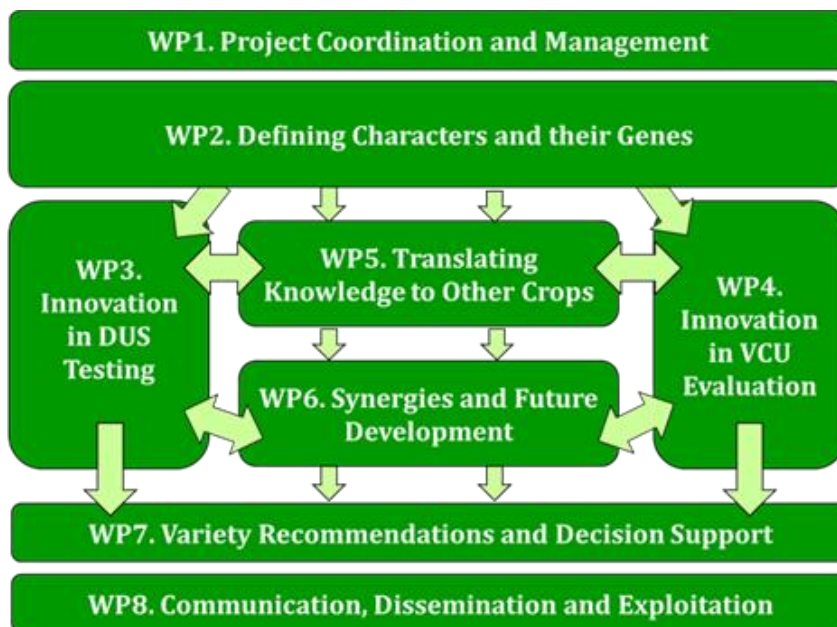 WP1. Project Coordination and Management
WP2. Defining Characters and their Genes
WP3.
Innovation
in DUS
Testing
WP5. Translating
Knowledge to Other Crops
WP4.
Innovation
in VCU
Evaluation
WP6. Synergies and Future
Development
WP7. Variety Recommendations and Decision Support
WP8. Communication, Dissemination and Exploitation